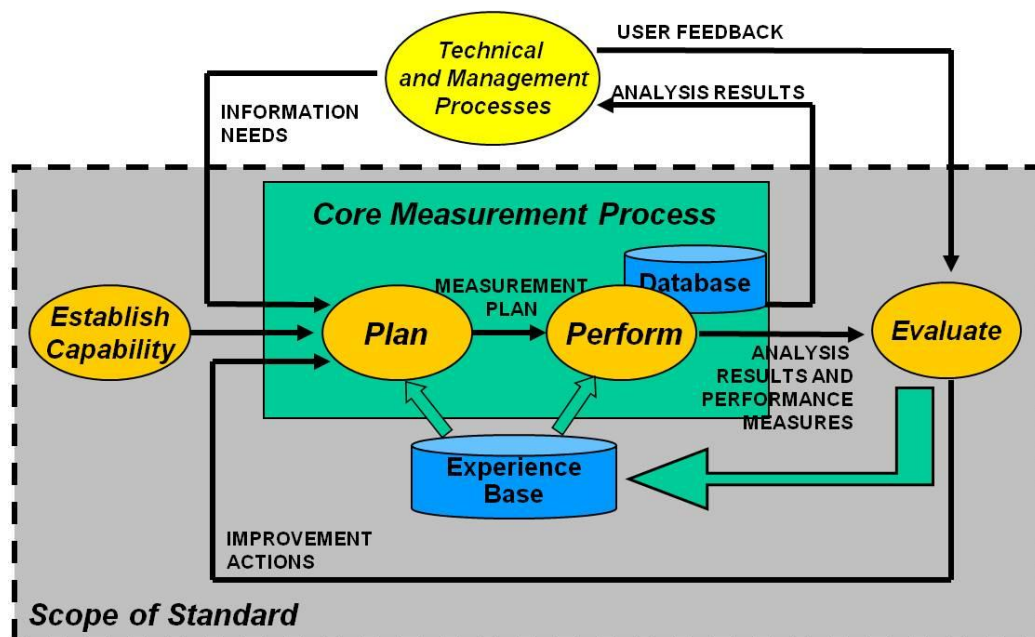 USER FEEDBACK
Technical
and Management
Processes
ANALYSIS RESULTS
INFORMATION
NEEDS
Core Measurement Process
Database
MEASUREMENT
PLAN
Establish
Capability
Plan
Perform
Evaluate
ANALYSIS
RESULTS AND
PERFORMANCE
MEASURES
Experience
Base
IMPROVEMENT
ACTIONS
Scope of Standard